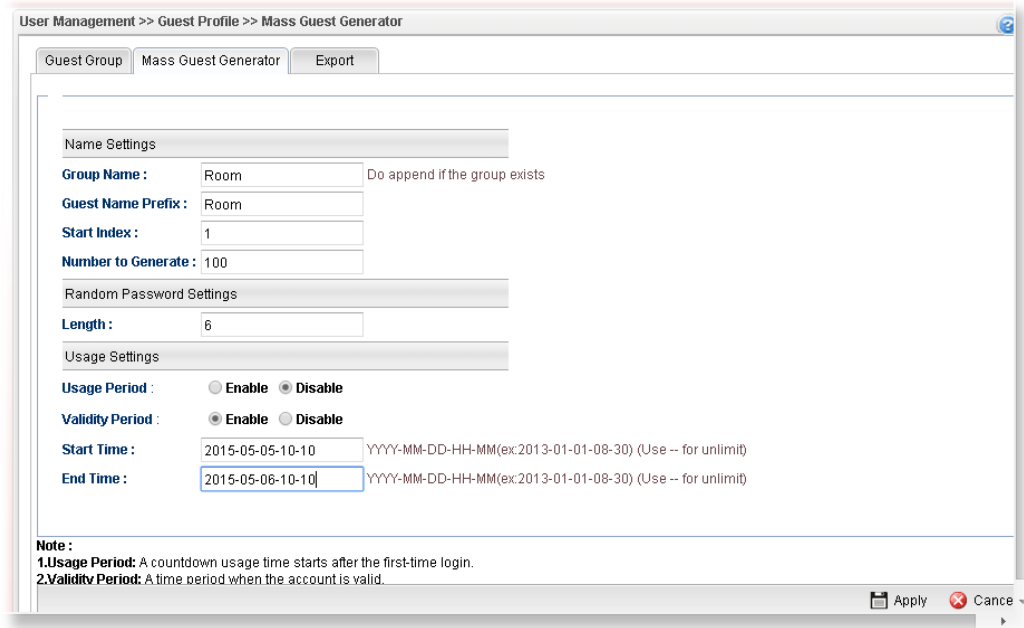 User Management >> Guest Profile >> Mass Guest Generator
?
Guest Group Mass Guest Generator Export
Name Settings
Group Name : Room Do append if the group exists
Guest Name Prefix : Room
Start Index : 1
Number to Generate : 100
Random Password Settings
Length : 6
Usage Settings
Usage Period : Enable Disable
Validity Period : Enable Disable
Start Time : 2015-05-05-10-10 YYYY-MM-DD-HH-MM(ex:2013-01-01-08-30) (Use -- for unlimit)
End Time : 2015-05-06-10-10 YYYY-MM-DD-HH-MM(ex:2013-01-01-08-30) (Use -- for unlimit)
Note :
1.Usage Period: A countdown usage time starts after the first-time login.
2.Validity Period: A time period when the account is valid.
Apply Cance